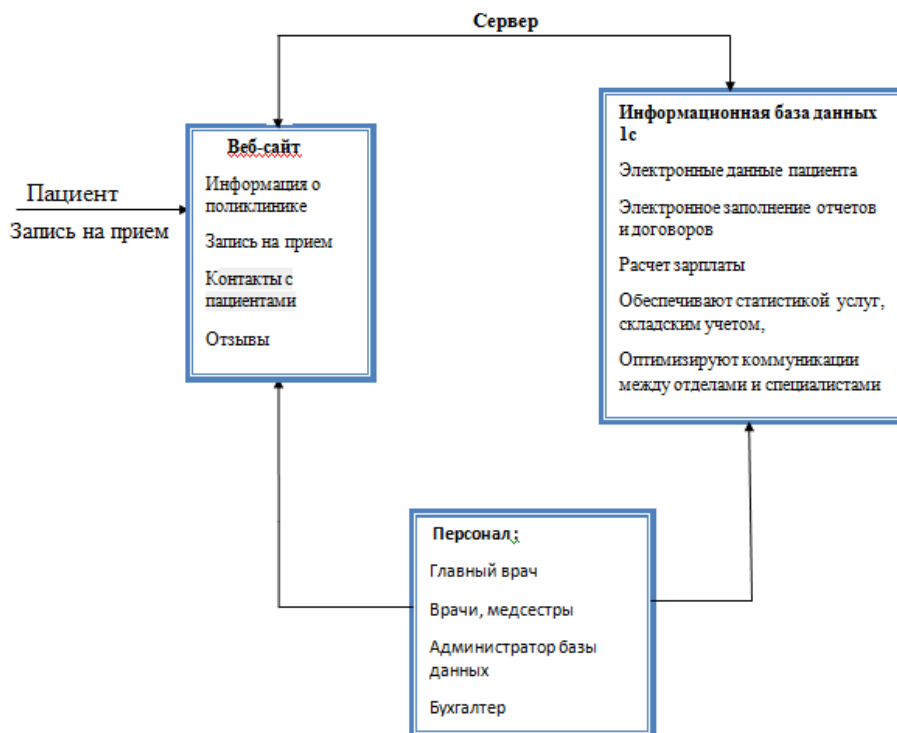 Сервер
Веб-сайт
Информация о
поликлинике
Запись на прием
Контакты с
пациентами
Отзывы
Пациент
Запись на прием
Информационная база данных
1с
Электронные данные пациента
Электронное заполнение отчетов
и договоров
Расчет зарплаты
Обеспечивают статистикой услуг,
складским учетом,
Оптимизируют коммуникации
между отделами и специалистами
Персонал;
Главный врач
Врачи, медсестры
Администратор базы
данных
Бухгалтер